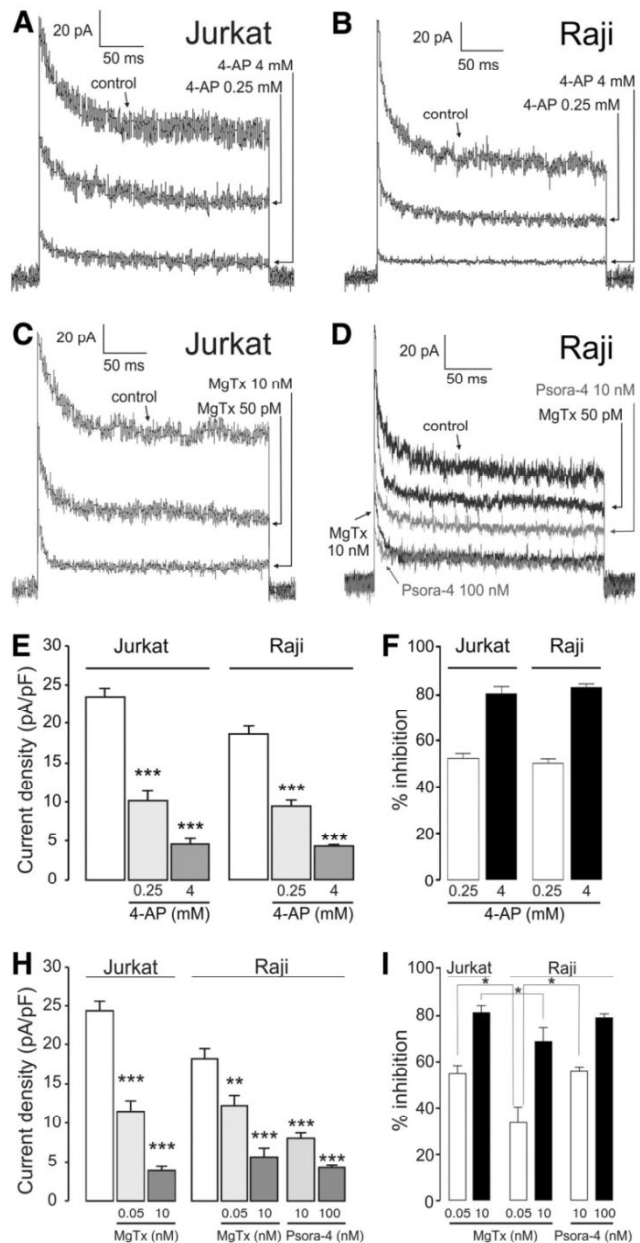 A
20 pA
50 ms
Jurkat
4-AP 4 mM
4-AP 0.25 mM
control
B
20 pA
50 ms
Raji
4-AP 4 mM
4-AP 0.25 mM
control
C
20 pA
50 ms
Jurkat
MgTx 10 nM
MgTx 50 pM
control
D
20 pA
50 ms
Raji
Psora-4 10 nM
MgTx 50 pM
control
MgTx
10 nM
Psora-4 100 nM
E
Current density (pA/pF)
30
25
20
15
10
5
0
Jurkat
Raji
***
***
***
***
0.25
4
0.25
4
4-AP (mM)
4-AP (mM)
F
% inhibition
100
80
60
40
20
0
Jurkat
Raji
0.25
4
0.25
4
4-AP (mM)
H
Current density (pA/pF)
30
25
20
15
10
5
0
Jurkat
Raji
***
***
**
***
***
***
0.05
10
0.05
10
10
100
MgTx (nM)
MgTx (nM)
Psora-4 (nM)
I
% inhibition
100
80
60
40
20
0
Jurkat
Raji
*
*
*
0.05
10
0.05
10
10
100
MgTx (nM)
Psora-4 (nM)